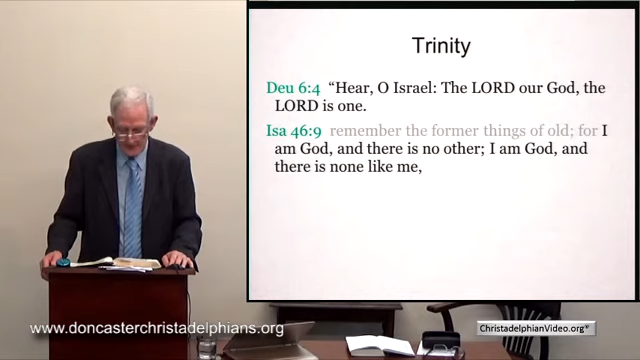 Trinity
Deu 6:4 “Hear, O Israel: The LORD our God, the
LORD is one.
Isa 46:9 remember the former things of old; for I
am God, and there is no other; I am God, and
there is none like me,
www.doncasterchristadelphians.org
ChristadelphianVideo.org®